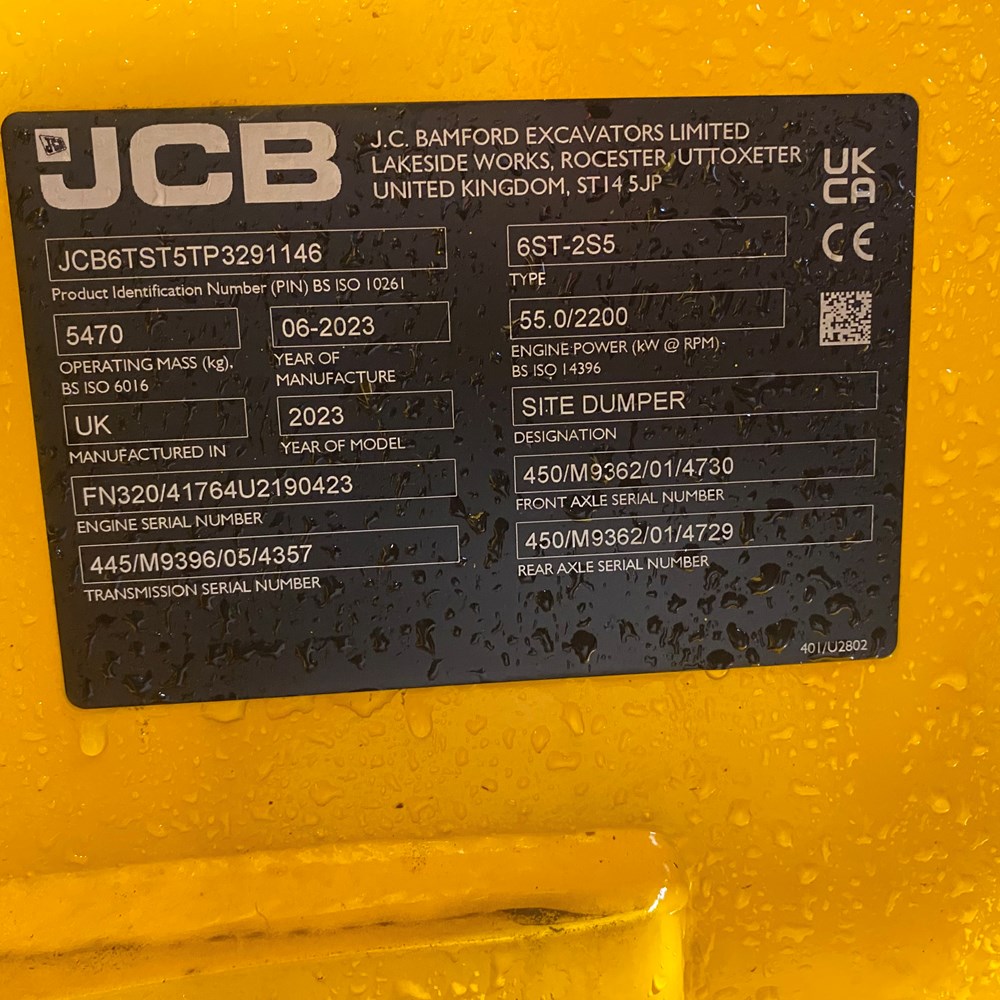 JCB
J.C. BAMFORD EXCAVATORS LIMITED
LAKESIDE WORKS, ROCESTER, UTTOXETER
UNITED KINGDOM, ST14 5JP
UK
CA
CE
JCB6TST5TP3291146
Product Identification Number (PIN) BS ISO 10261
6ST-2S5
TYPE
5470
OPERATING MASS (kg),
BS ISO 6016
06-2023
YEAR OF
MANUFACTURE
55.0/2200
ENGINE POWER (kW @ RPM)-
BS ISO 14396
UK
MANUFACTURED IN
2023
YEAR OF MODEL
SITE DUMPER
DESIGNATION
FN320/41764U2190423
ENGINE SERIAL NUMBER
450/M9362/01/4730
FRONT AXLE SERIAL NUMBER
445/M9396/05/4357
TRANSMISSION SERIAL NUMBER
450/M9362/01/4729
REAR AXLE SERIAL NUMBER
401/U2802